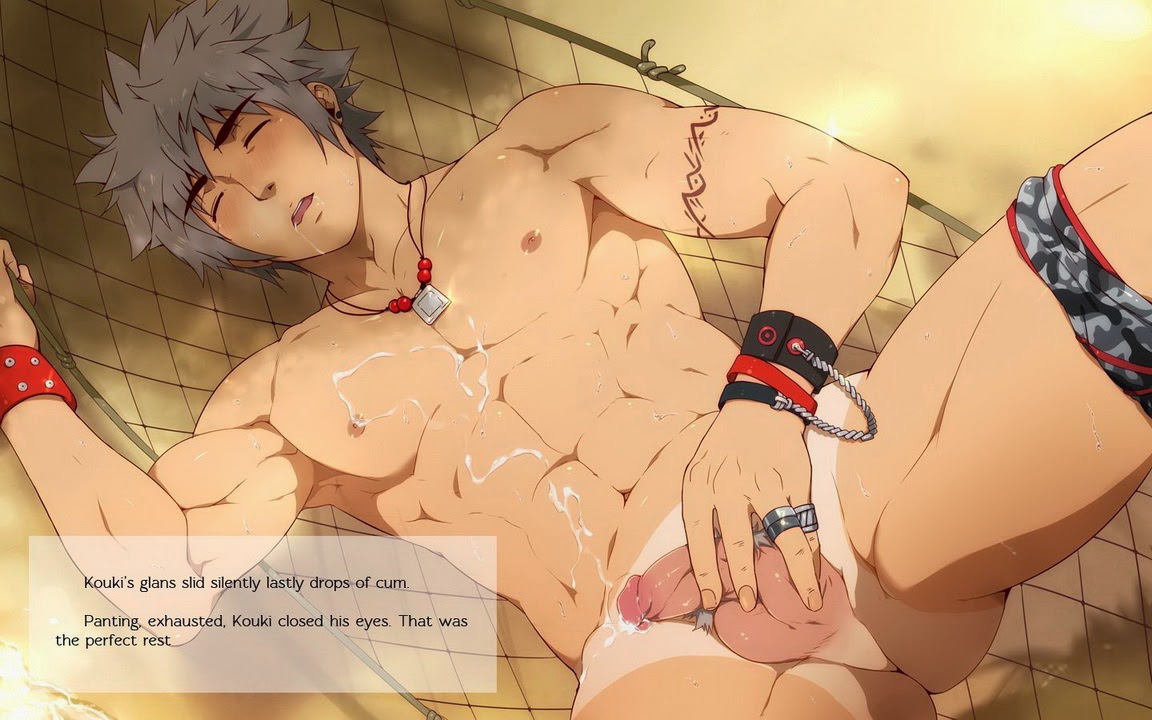 Kouki's glans slid silently lastly drops of cum.
Panting, exhausted, Kouki closed his eyes. That was
the perfect rest